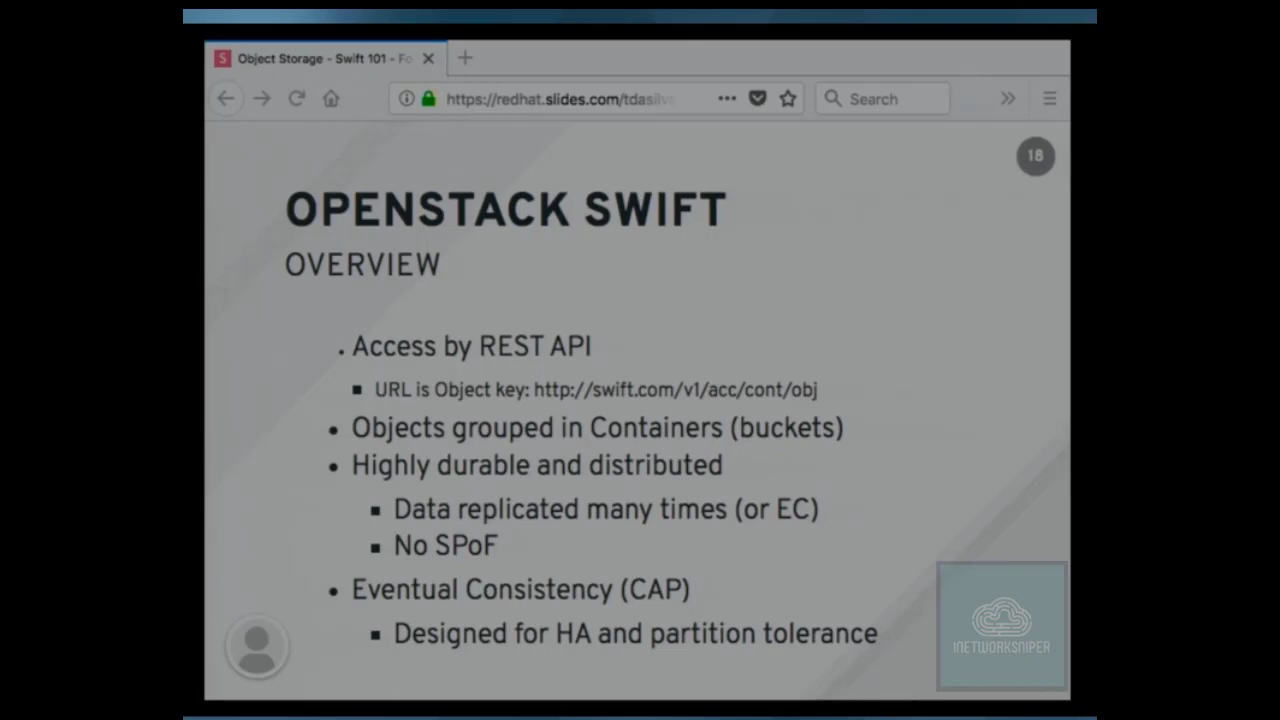 Object Storage - Swift 101 - Fo
https://redhat.slides.com/tdasilva
Search
18
OPENSTACK SWIFT
OVERVIEW
Access by REST API
URL is Object key: http://swift.com/v1/acc/cont/obj
Objects grouped in Containers (buckets)
Highly durable and distributed
Data replicated many times (or EC)
No SPoF
Eventual Consistency (CAP)
Designed for HA and partition tolerance
INETWORKSNIPER